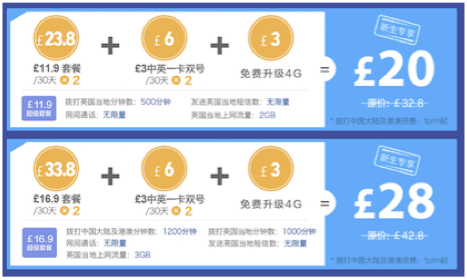 £23.8
+
£6
+
£3
£11.9 套餐
/30天 × 2
£3中英一卡双号
/30天 × 2
免费升级4G
=
新生专享
£20
原价: £32.8
£11.9
超值套餐
拨打英国当地分钟数: 500分钟
发送英国当地短信数: 无限量
网间通话: 无限量
英国当地上网流量: 2GB
* 拨打中国大陆及港澳资费: 1p/m起
£33.8
+
£6
+
£3
£16.9 套餐
/30天 × 2
£3中英一卡双号
/30天 × 2
免费升级4G
=
新生专享
£28
原价: £42.8
£16.9
超值套餐
拨打中国大陆及港澳分钟数: 1200分钟
拨打英国当地分钟数: 1000分钟
网间通话: 无限量
发送英国当地短信数: 无限量
英国当地上网流量: 3GB
* 拨打中国大陆及港澳资费: 1p/m起